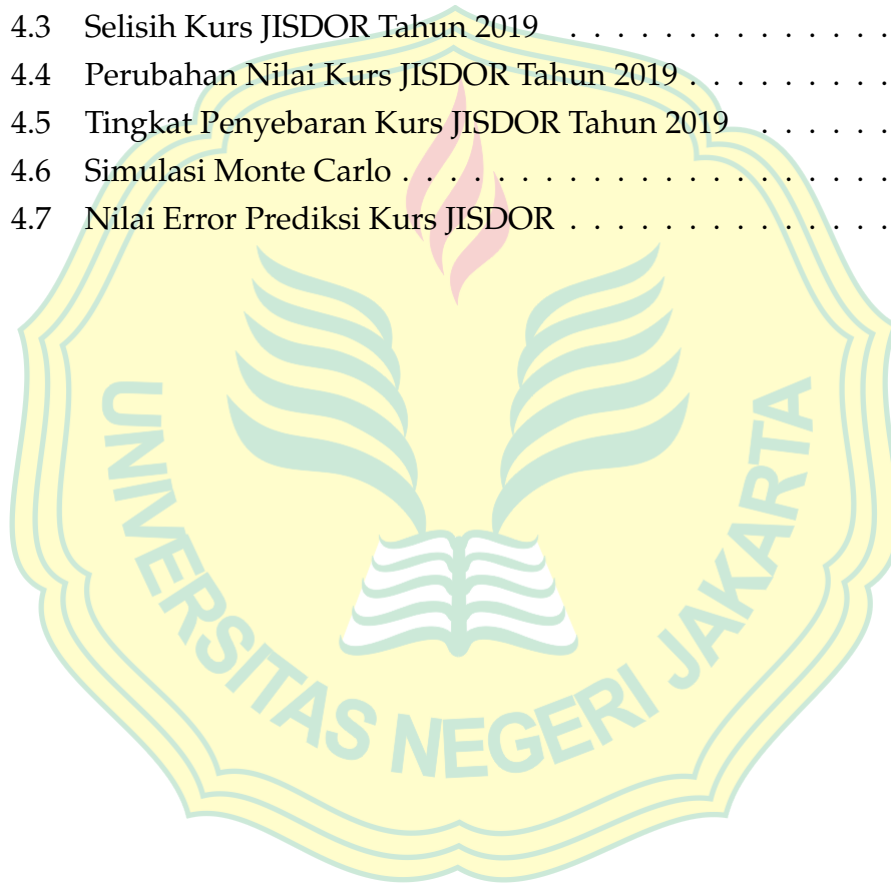 4.3 Selisih Kurs JISDOR Tahun 2019 . . . . . . . . . . . . . .
4.4 Perubahan Nilai Kurs JISDOR Tahun 2019 . . . . . . . . .
4.5 Tingkat Penyebaran Kurs JISDOR Tahun 2019 . . . . . .
4.6 Simulasi Monte Carlo . . . . . . . . . . . . . . . . . . . . .
4.7 Nilai Error Prediksi Kurs JISDOR . . . . . . . . . . . . . .
UNIVERSITAS NEGERI JAKARTA